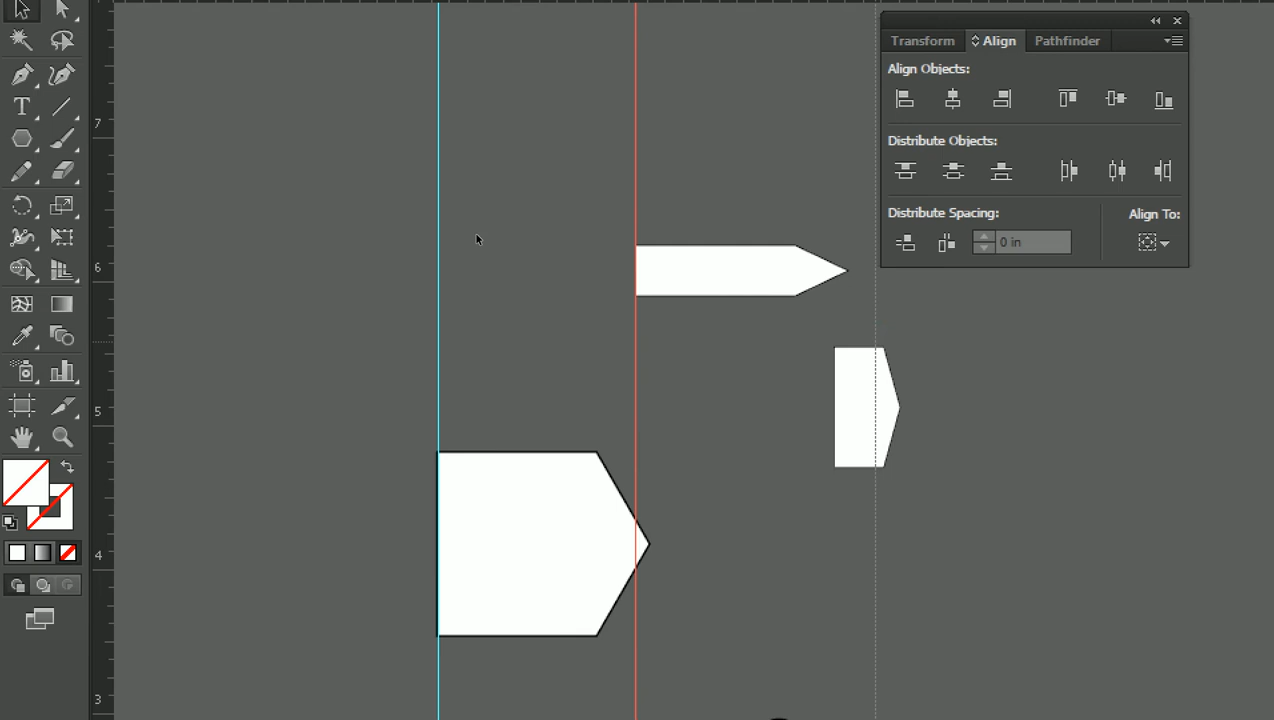 Transform
Align
Pathfinder
Align Objects:
Distribute Objects:
Distribute Spacing:
Align To:
0 in
T
7
6
5
4
3